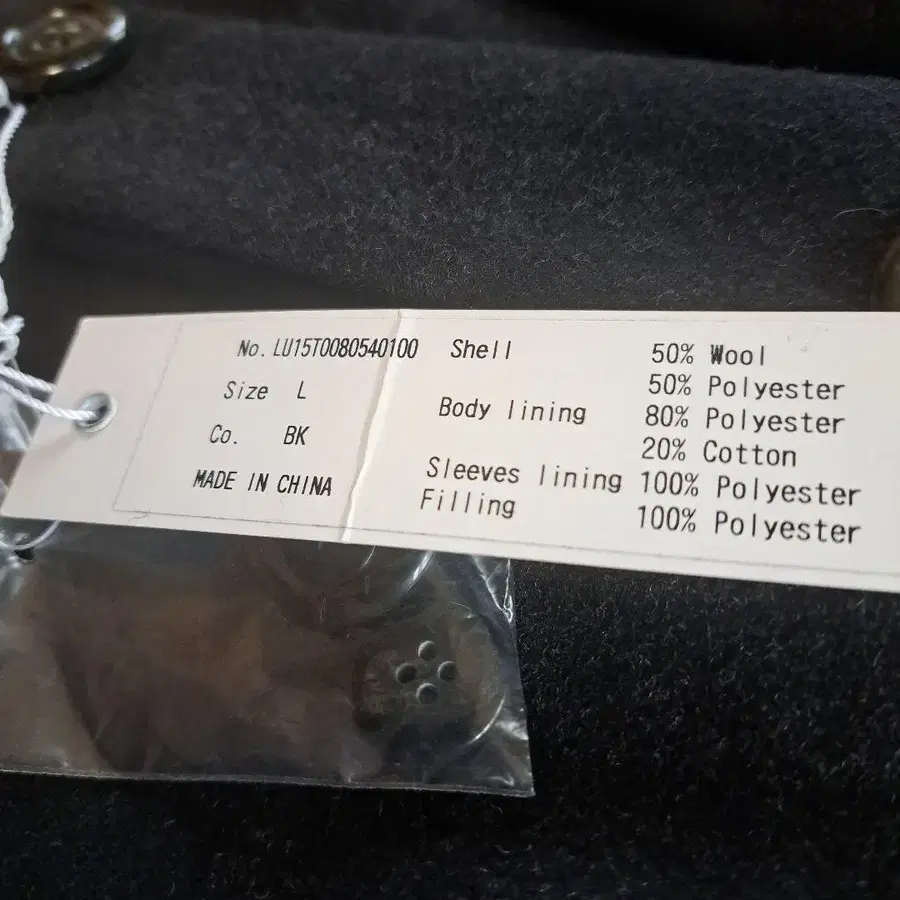 No. LU15T0080540100
Size L
Co. BK
MADE IN CHINA
Shell 50% Wool
50% Polyester
Body lining 80% Polyester
20% Cotton
Sleeves lining 100% Polyester
Filling 100% Polyester